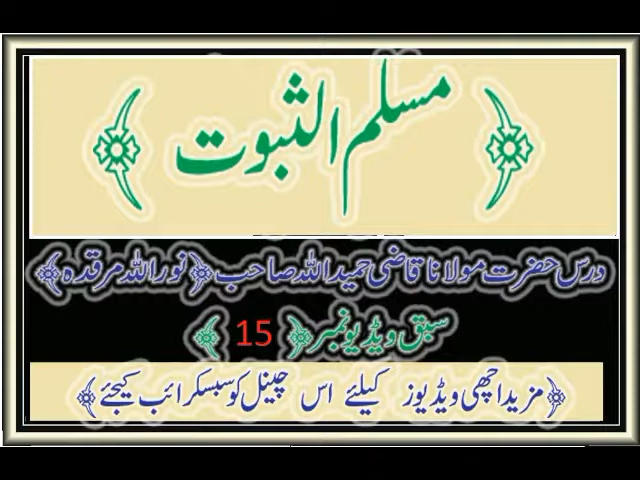 ﴿ مسلم الثبوت ﴾
درس حضرت مولانا قاضی حمید اللہ صاحب ﴿نور اللہ مرقدہ﴾
سبق ویڈیو نمبر ﴿ 15 ﴾
﴿مزید اچھی ویڈیوز کیلئے اس چینل کو سبسکرائب کیجئے﴾